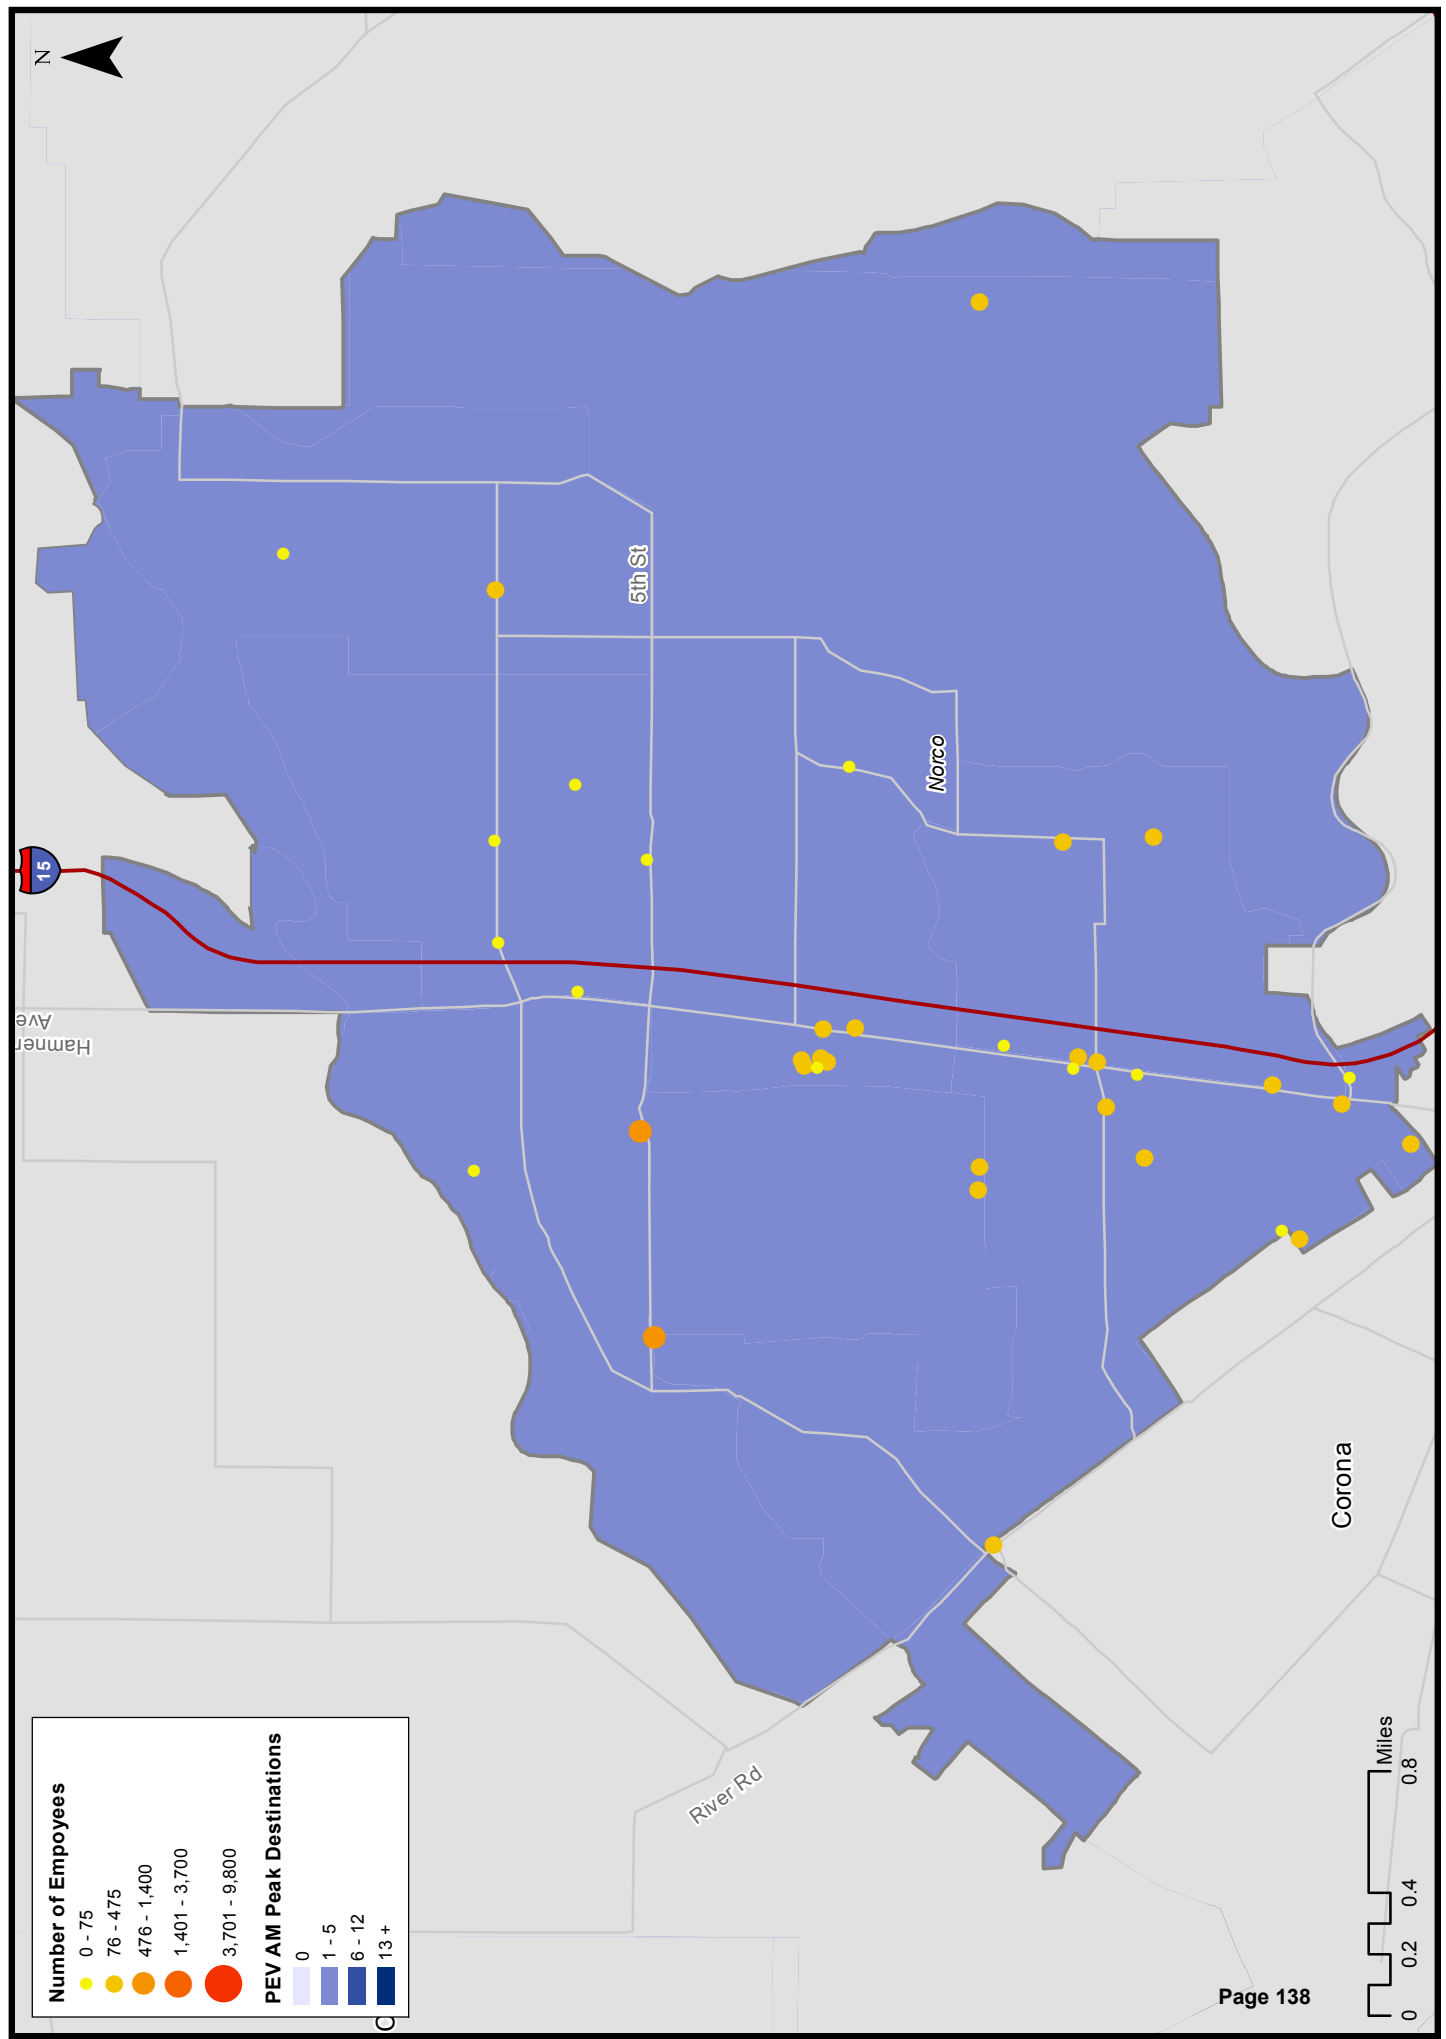 N
15
Hamner
Ave
5th St
Norco
Corona
River Rd
Number of Empoyees
0 - 75
76 - 475
476 - 1,400
1,401 - 3,700
3,701 - 9,800
PEV AM Peak Destinations
0
1 - 5
6 - 12
13 +
C
Miles
0 0.2 0.4 0.8
Page 138